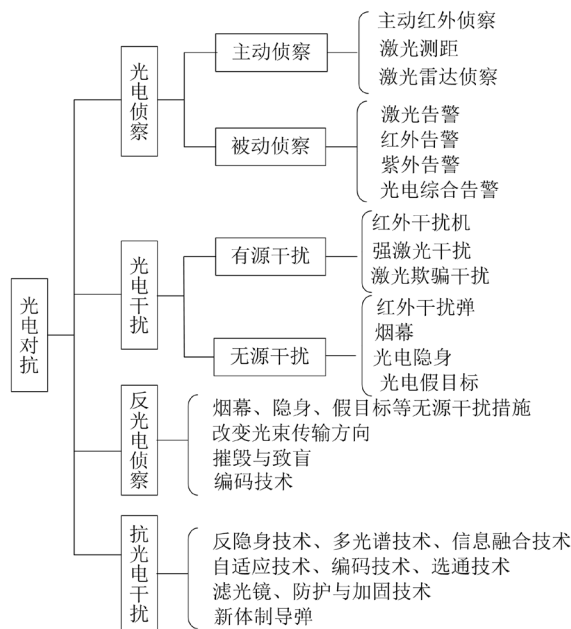 光电对抗
光电侦察
主动侦察
主动红外侦察
激光测距
激光雷达侦察
被动侦察
激光告警
红外告警
紫外告警
光电综合告警
光电干扰
有源干扰
红外干扰机
强激光干扰
激光欺骗干扰
无源干扰
红外干扰弹
烟幕
光电隐身
光电假目标
反光电侦察
烟幕、隐身、假目标等无源干扰措施
改变光束传输方向
摧毁与致盲
编码技术
抗光电干扰
反隐身技术、多光谱技术、信息融合技术
自适应技术、编码技术、选通技术
滤光镜、防护与加固技术
新体制导弹